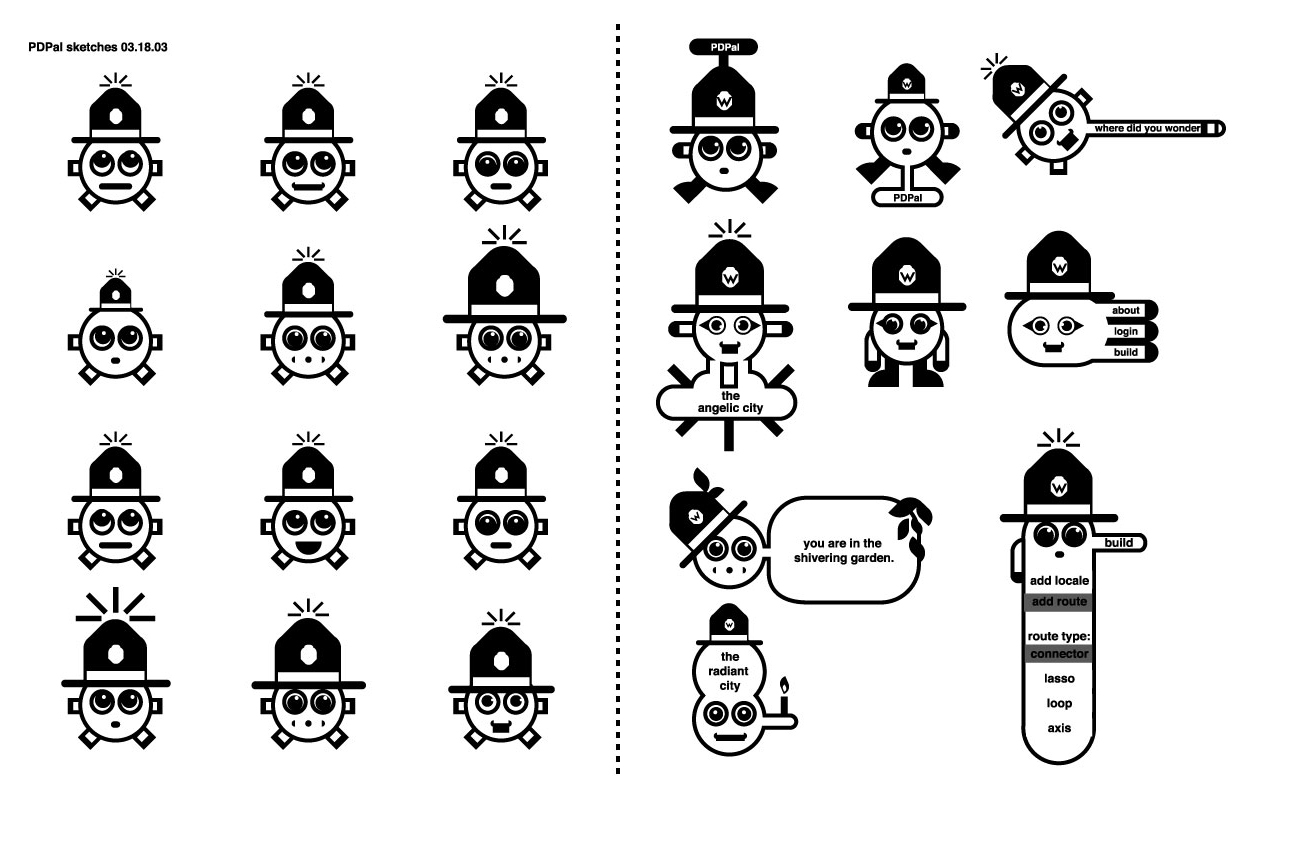 PDPal sketches 03.18.03
PDPal
W
W
PDPal
W
where did you wonder
W
the
angelic city
W
W
about
login
build
W
you are in the
shivering garden.
W
the
radiant
city
W
build
add locale
add route
route type:
connector
lasso
loop
axis